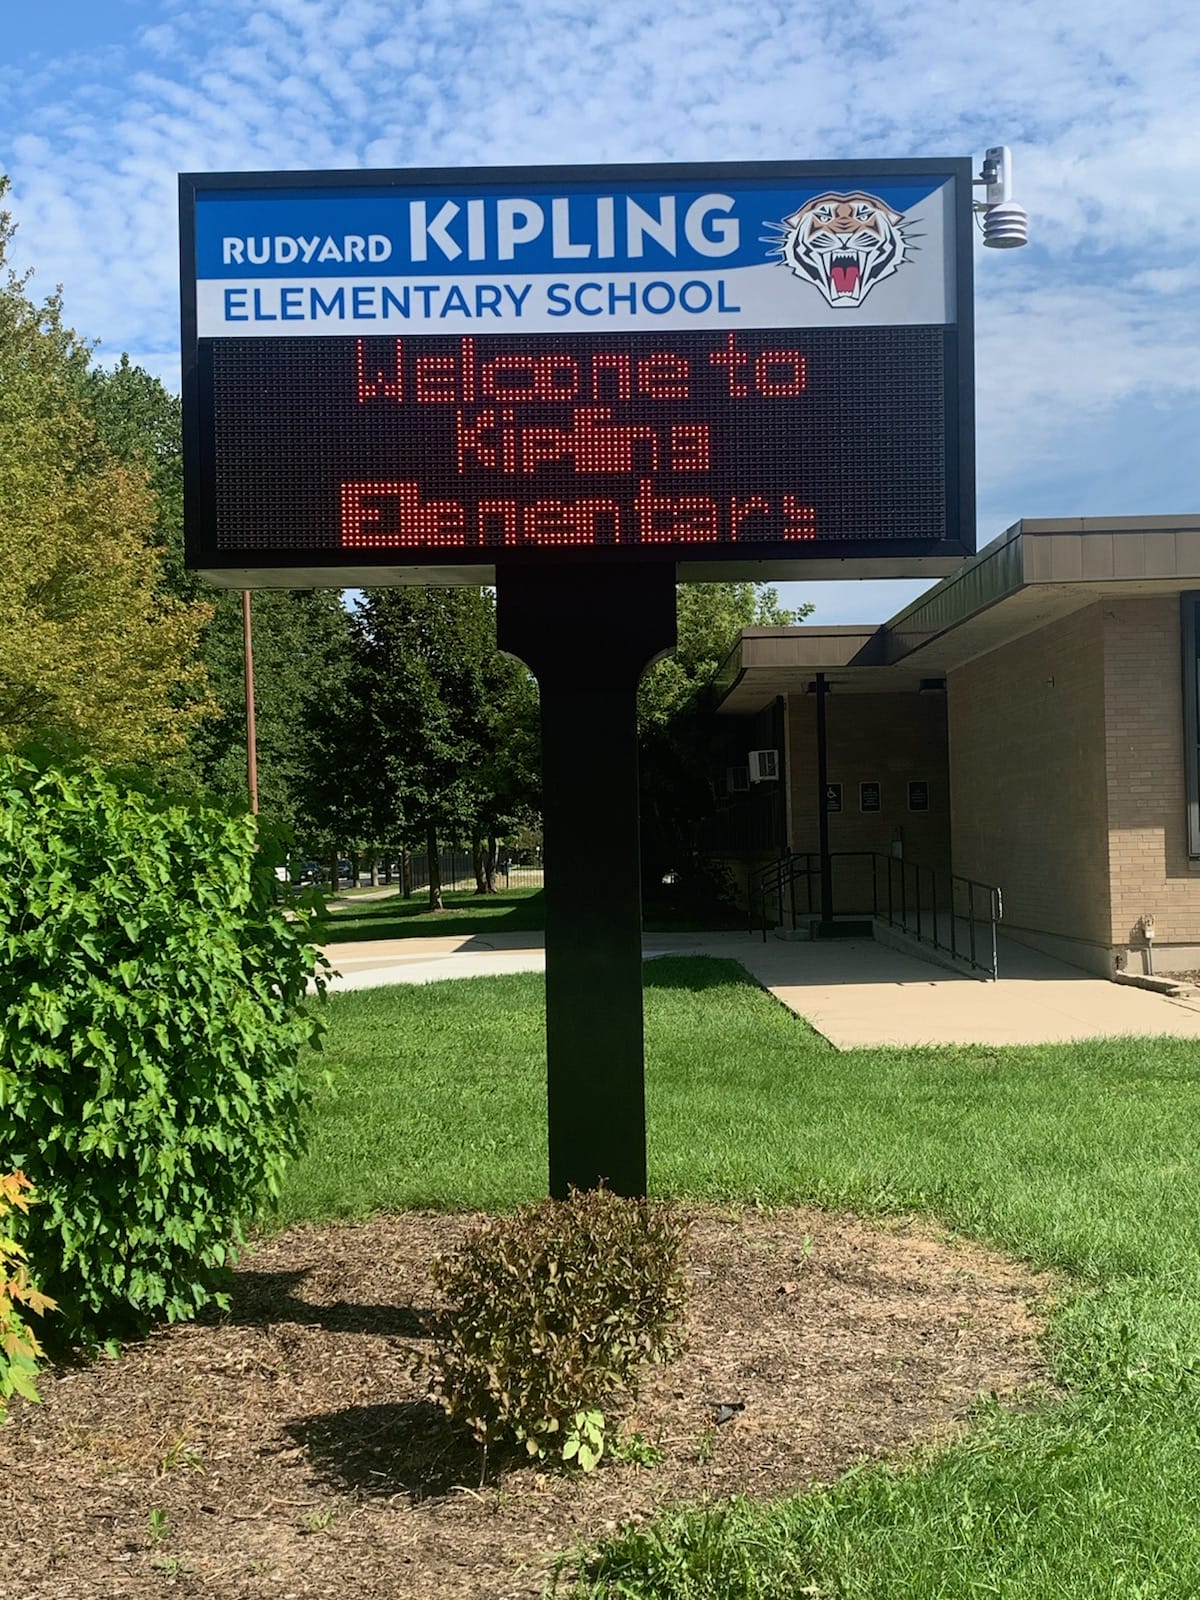 RUDYARD KIPLING
ELEMENTARY SCHOOL
Welcome to
Kipling
Elementary